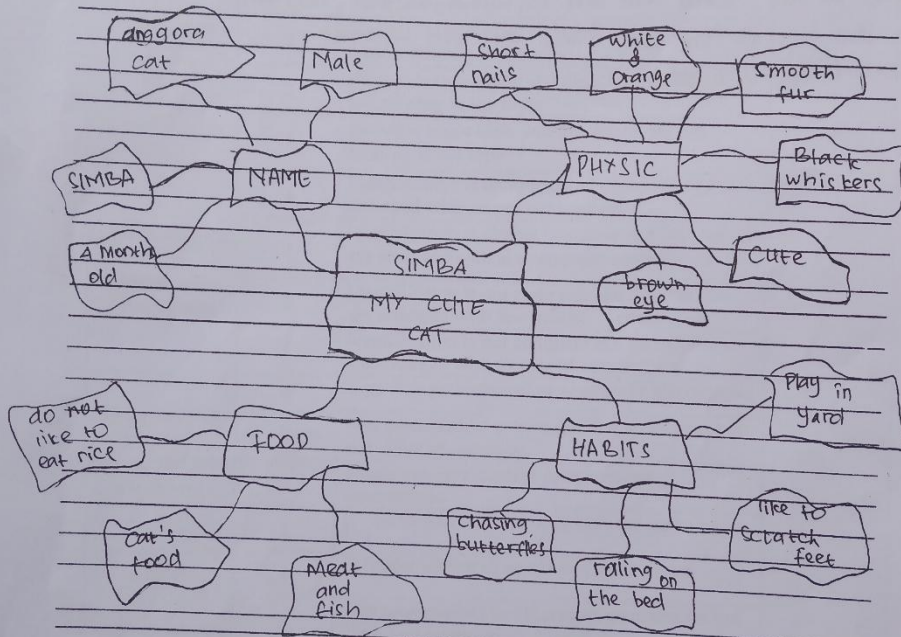 anggora
cat
Male
short
nails
White
&
orange
smooth
fur
SIMBA
NAME
PHYSIC
Black
whiskers
4 month
old
SIMBA
MY CUTE
CAT
brown
eye
Cute
do not
like to
eat rice
FOOD
HABITS
Play in
yard
Cat's
food
Meat
and
fish
Chasing
butterflies
roling on
the bed
like to
scratch
feet